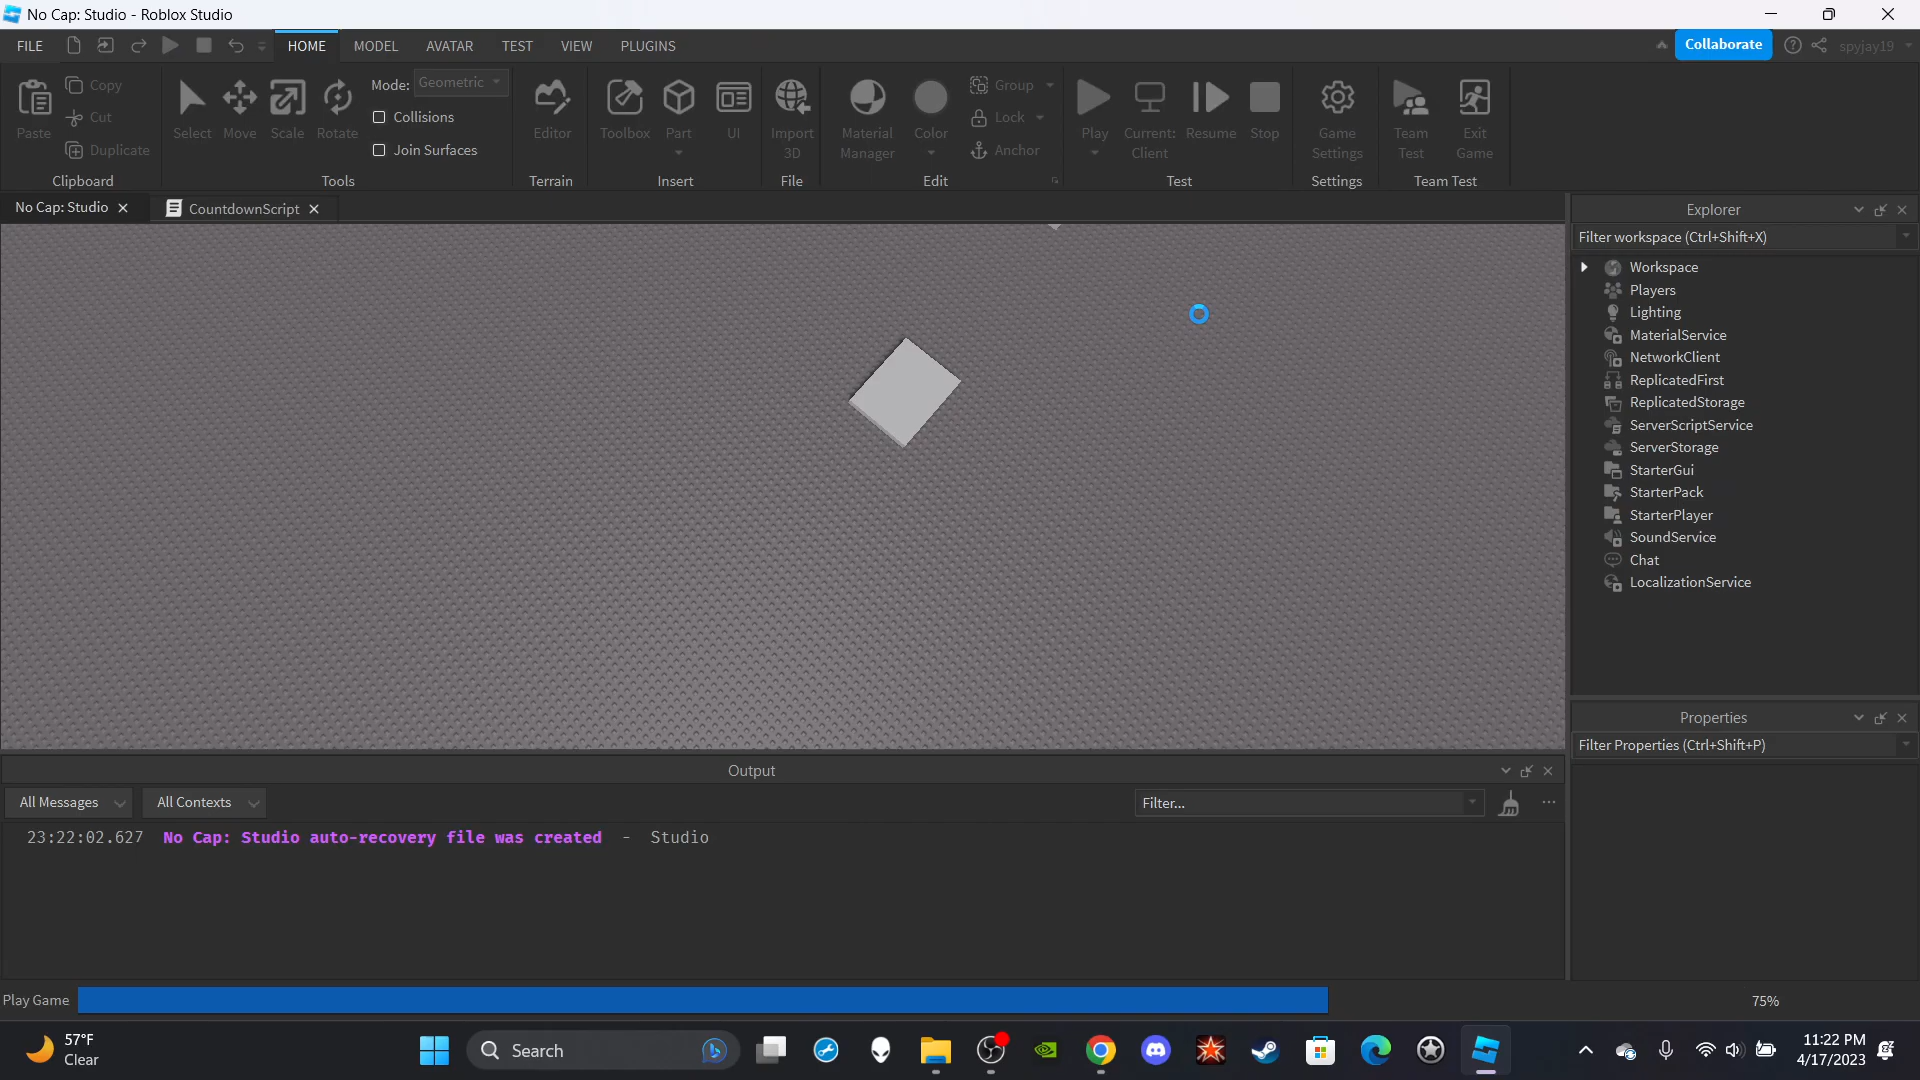 No Cap: Studio - Roblox Studio
FILE HOME MODEL AVATAR TEST VIEW PLUGINS Collaborate spyjay19
Paste Copy Cut Duplicate
Clipboard
Select Move Scale Rotate
Mode: Geometric
Collisions
Join Surfaces
Tools
Editor
Terrain
Toolbox Part UI
Insert
Import
3D
File
Material
Manager
Color
Group
Lock
Anchor
Edit
Play
Current:
Client
Resume Stop
Test
Game
Settings
Settings
Team
Test
Exit
Game
Team Test
No Cap: Studio CountdownScript
Explorer
Filter workspace (Ctrl+Shift+X)
Workspace
Players
Lighting
MaterialService
NetworkClient
ReplicatedFirst
ReplicatedStorage
ServerScriptService
ServerStorage
StarterGui
StarterPack
StarterPlayer
SoundService
Chat
LocalizationService
Properties
Filter Properties (Ctrl+Shift+P)
Output
All Messages All Contexts Filter...
23:22:02.627 No Cap: Studio auto-recovery file was created - Studio
Play Game 75%
57°F
Clear
Search
11:22 PM
4/17/2023